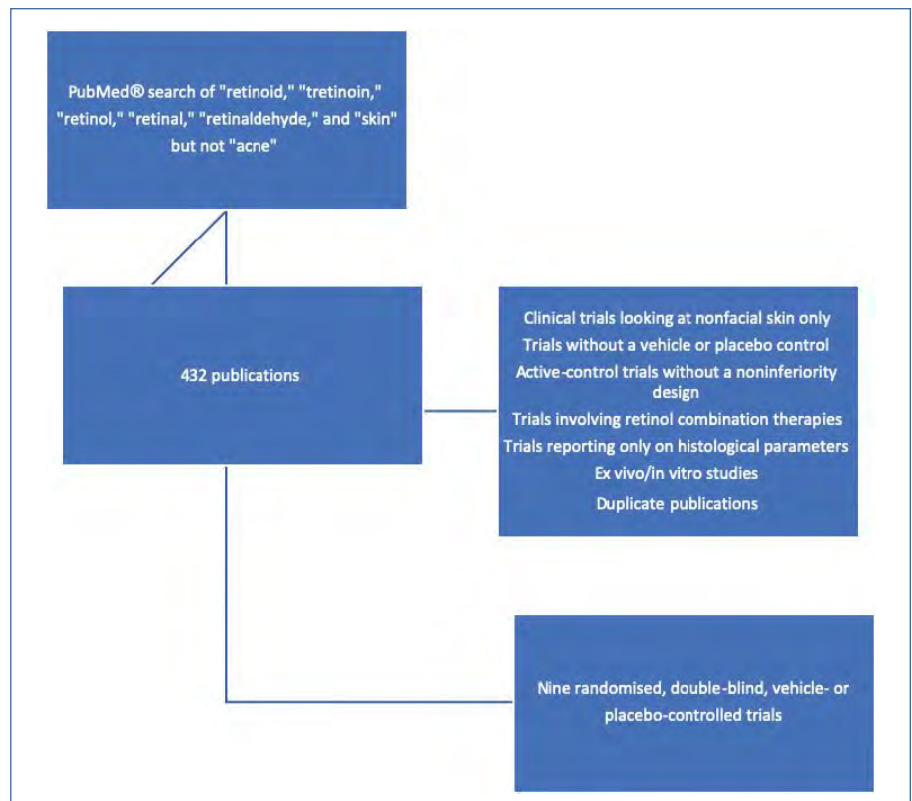 PubMed® search of "retinoid," "tretinoin,"
"retinol," "retinal," "retinaldehyde," and "skin"
but not "acne"
432 publications
Clinical trials looking at nonfacial skin only
Trials without a vehicle or placebo control
Active-control trials without a noninferiority
design
Trials involving retinol combination therapies
Trials reporting only on histological parameters
Ex vivo/in vitro studies
Duplicate publications
Nine randomised, double-blind, vehicle- or
placebo-controlled trials